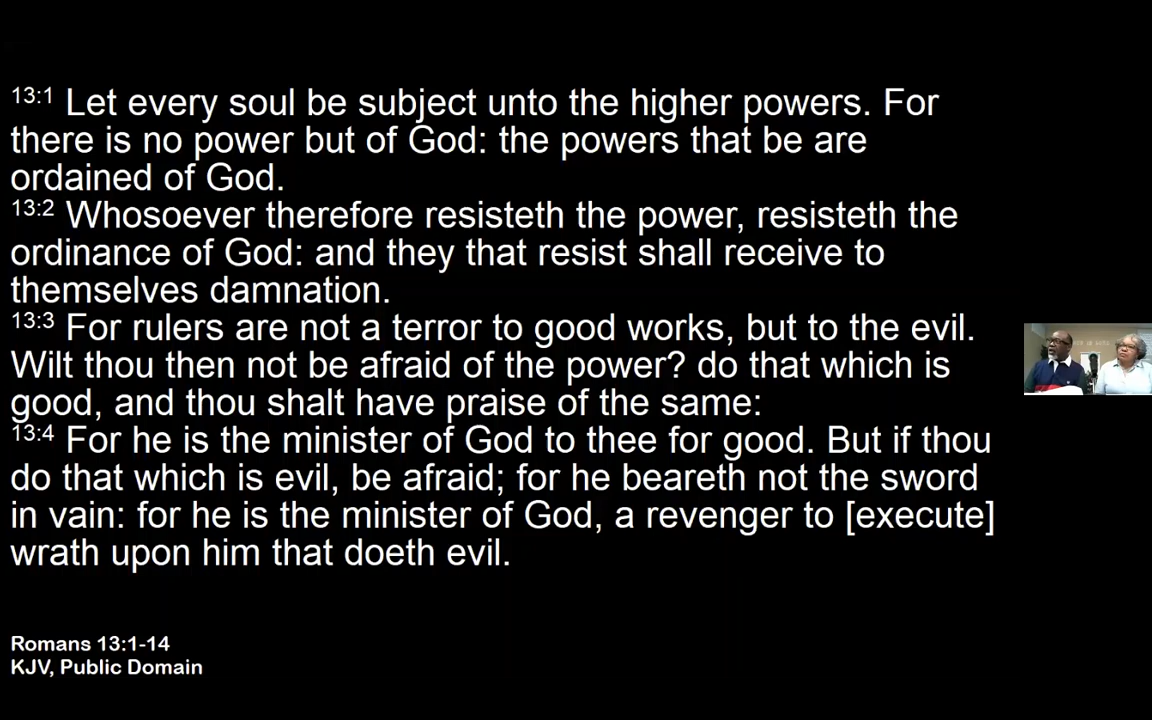 13:1 Let every soul be subject unto the higher powers. For
there is no power but of God: the powers that be are
ordained of God.
13:2 Whosoever therefore resisteth the power, resisteth the
ordinance of God: and they that resist shall receive to
themselves damnation.
13:3 For rulers are not a terror to good works, but to the evil.
Wilt thou then not be afraid of the power? do that which is
good, and thou shalt have praise of the same:
13:4 For he is the minister of God to thee for good. But if thou
do that which is evil, be afraid; for he beareth not the sword
in vain: for he is the minister of God, a revenger to [execute]
wrath upon him that doeth evil.
Romans 13:1-14
KJV, Public Domain